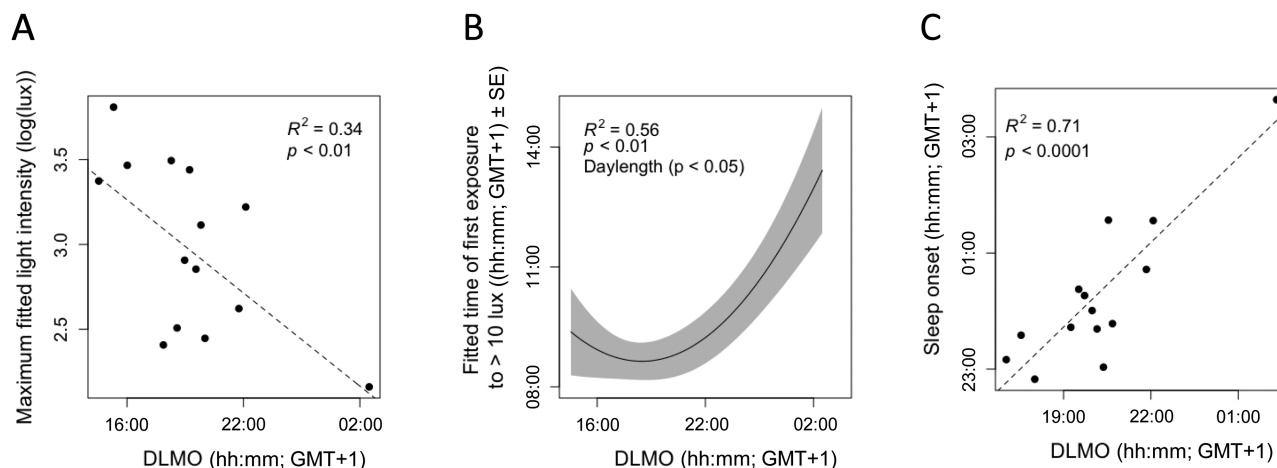 A
Maximum fitted light intensity (log(lux))
3.5
3.0
2.5
R² = 0.34
p < 0.01
16:00
22:00
02:00
DLMO (hh:mm; GMT+1)
B
Fitted time of first exposure
to > 10 lux ((hh:mm; GMT+1) ± SE)
14:00
11:00
08:00
R² = 0.56
p < 0.01
Daylength (p < 0.05)
16:00
22:00
02:00
DLMO (hh:mm; GMT+1)
C
Sleep onset (hh:mm; GMT+1)
03:00
01:00
23:00
R² = 0.71
p < 0.0001
19:00
22:00
01:00
DLMO (hh:mm; GMT+1)